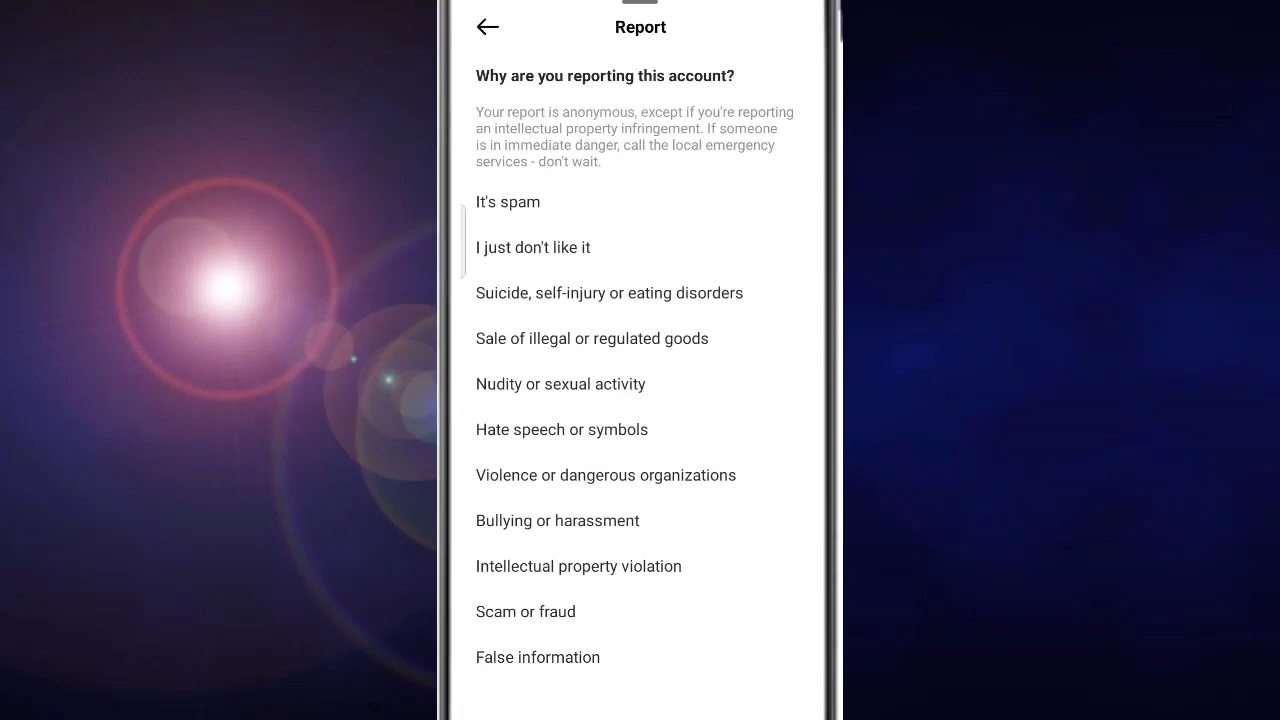 Report
Why are you reporting this account?
Your report is anonymous, except if you're reporting
an intellectual property infringement. If someone
is in immediate danger, call the local emergency
services - don't wait.
It's spam
I just don't like it
Suicide, self-injury or eating disorders
Sale of illegal or regulated goods
Nudity or sexual activity
Hate speech or symbols
Violence or dangerous organizations
Bullying or harassment
Intellectual property violation
Scam or fraud
False information